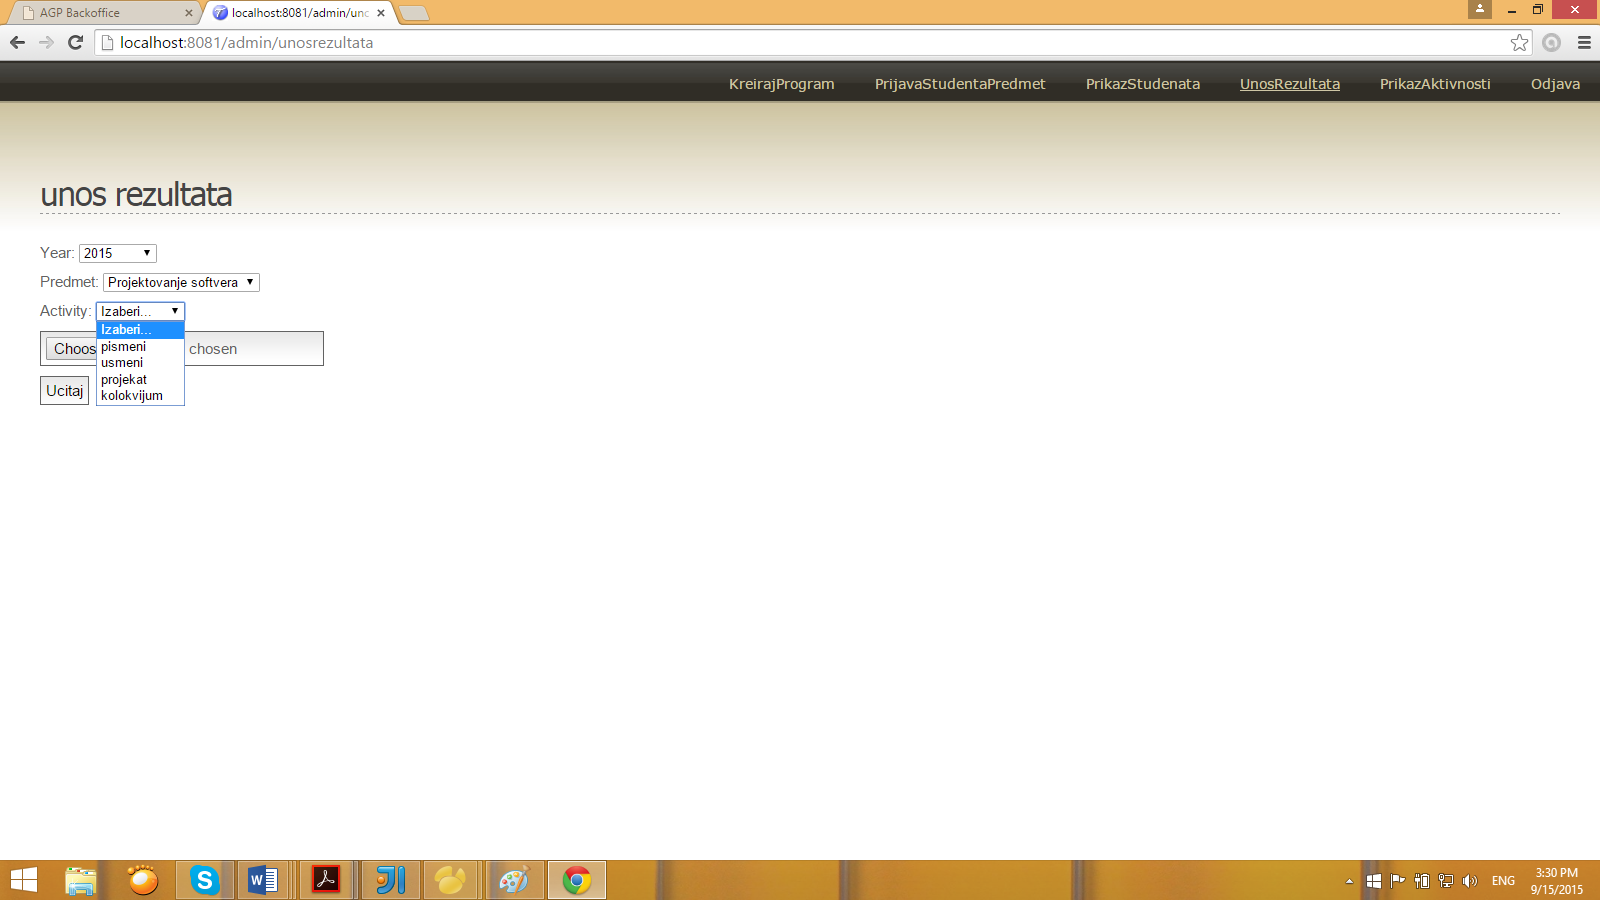 AGP Backoffice
localhost:8081/admin/unc
localhost:8081/admin/unosrezultata
KreirajProgram PrijavaStudentaPredmet PrikazStudenata UnosRezultata PrikazAktivnosti Odjava
unos rezultata
Year: 2015
Predmet: Projektovanje softvera
Activity: Izaberi...
Izaberi...
pismeni
usmeni
projekat
kolokvijum
Choos chosen
Ucitaj
ENG
3:30 PM
9/15/2015